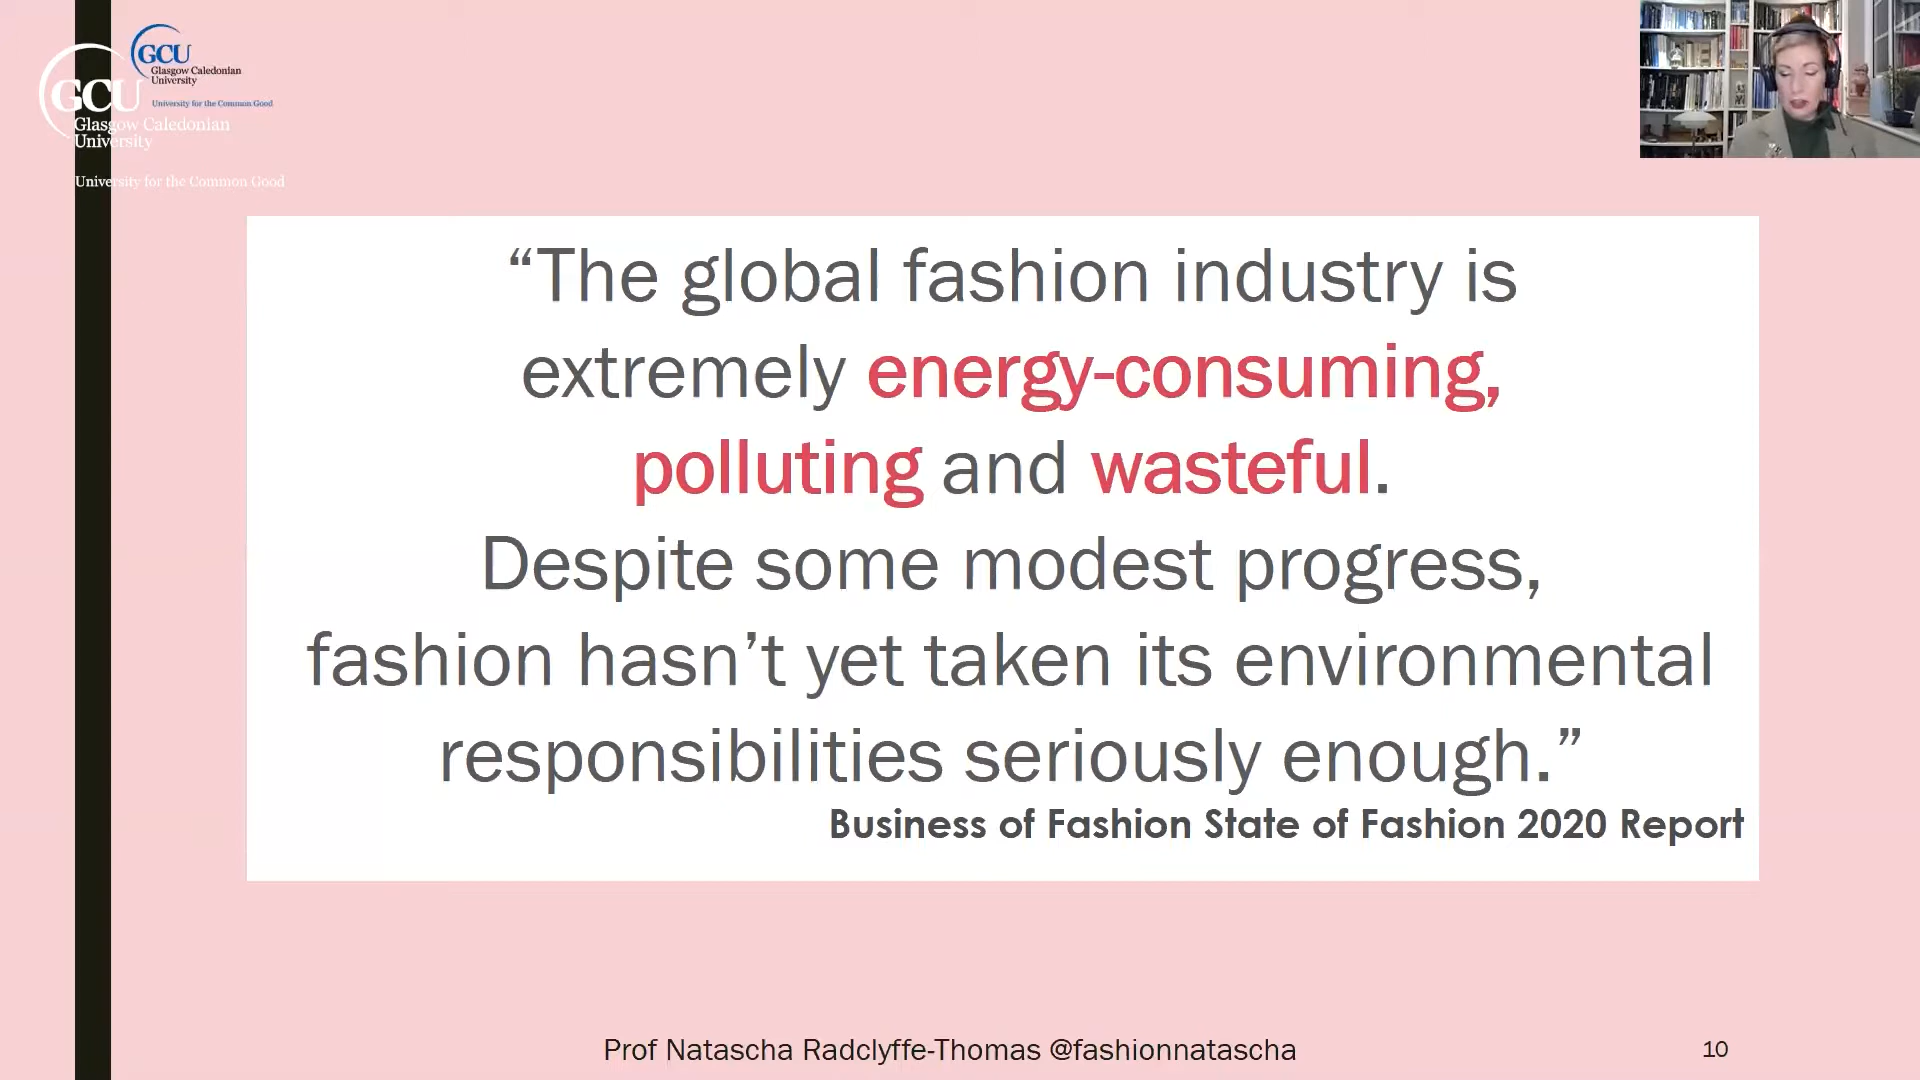 GCU
Glasgow Caledonian
University
University for the Common Good
GCU
Glasgow Caledonian
University
University for the Common Good
“The global fashion industry is
extremely energy-consuming,
polluting and wasteful.
Despite some modest progress,
fashion hasn’t yet taken its environmental
responsibilities seriously enough.”
Business of Fashion State of Fashion 2020 Report
Prof Natascha Radclyffe-Thomas @fashionnatascha
10